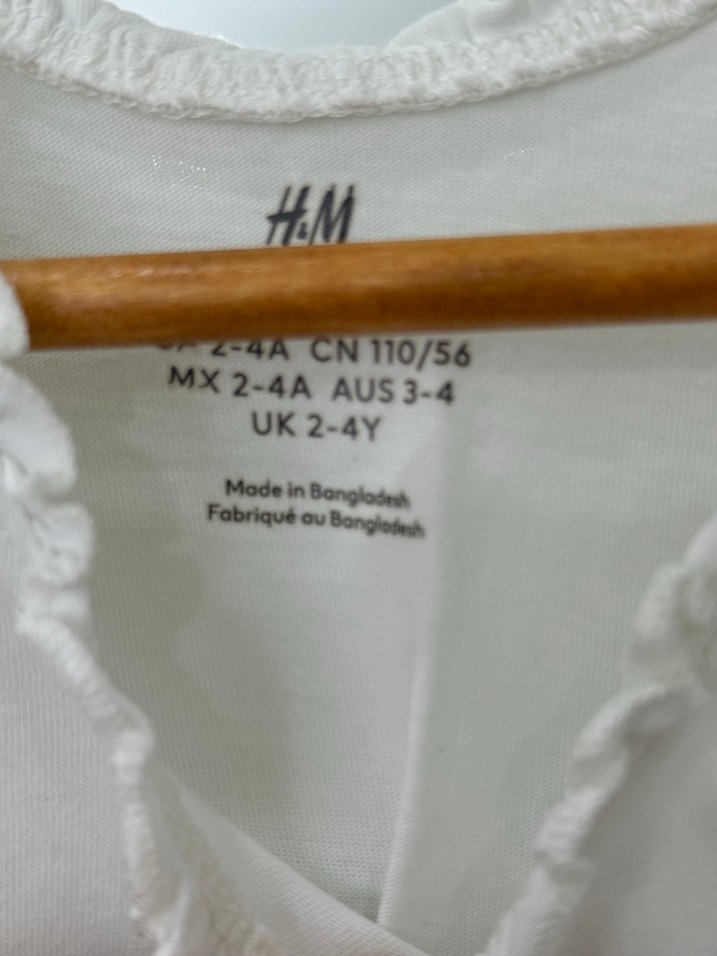 H&M
2-4A CN 110/56
MX 2-4A AUS 3-4
UK 2-4Y
Made in Bangladesh
Fabriqué au Bangladesh